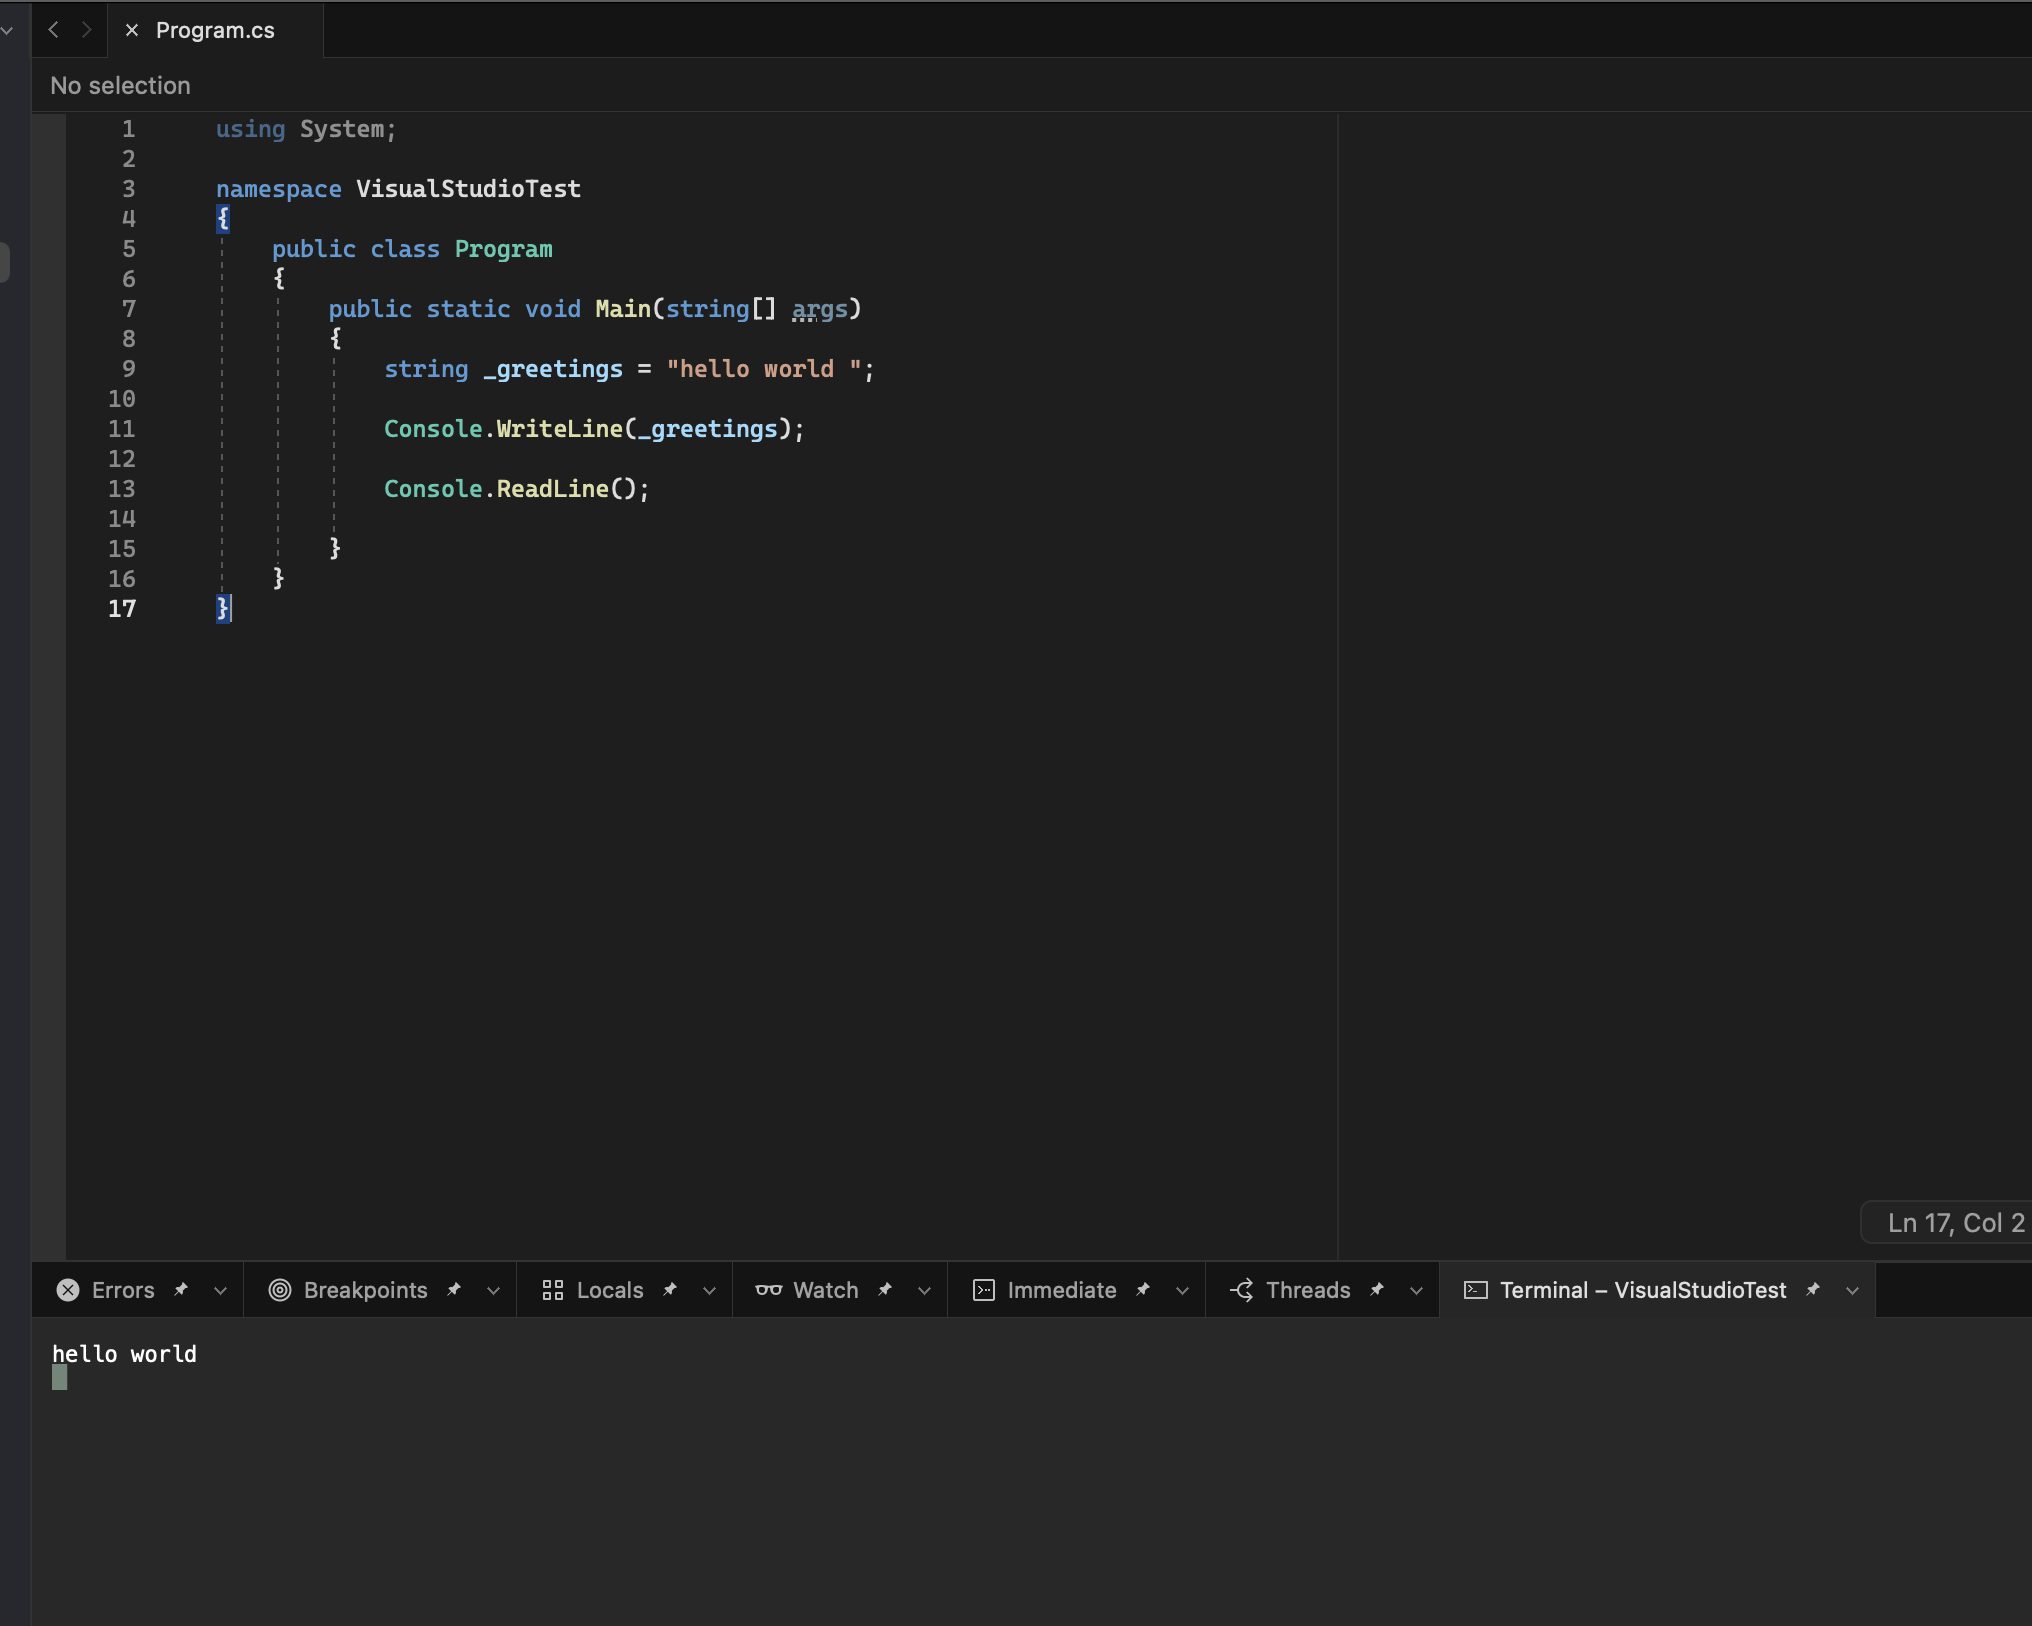 Program.cs
No selection
1 using System;
2
3 namespace VisualStudioTest
4 {
5     public class Program
6     {
7         public static void Main(string[] args)
8         {
9             string _greetings = "hello world ";
10
11             Console.WriteLine(_greetings);
12
13             Console.ReadLine();
14
15         }
16     }
17 }
Ln 17, Col 2
Errors Breakpoints Locals Watch Immediate Threads Terminal – VisualStudioTest
hello world